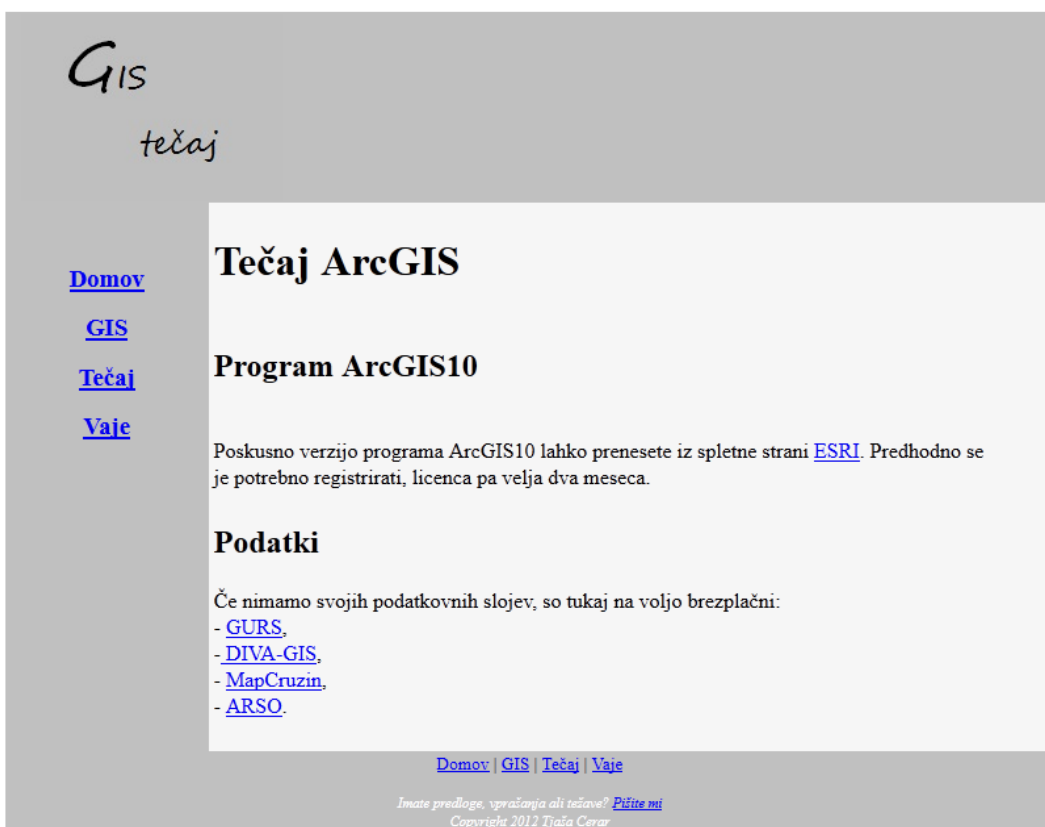 GIS
tečaj
Domov
GIS
Tečaj
Vaje
Tečaj ArcGIS
Program ArcGIS10
Poskusno verzijo programa ArcGIS10 lahko prenesete iz spletne strani ESRI. Predhodno se
je potrebno registrirati, licenca pa velja dva meseca.
Podatki
Če nimamo svojih podatkovnih slojev, so tukaj na voljo brezplačni:
- GURS,
- DIVA-GIS,
- MapCruzin,
- ARSO.
Domov | GIS | Tečaj | Vaje
Imate predloge, vprašanja ali težave? Pišite mi
Copyright 2012 Tjaša Cerar